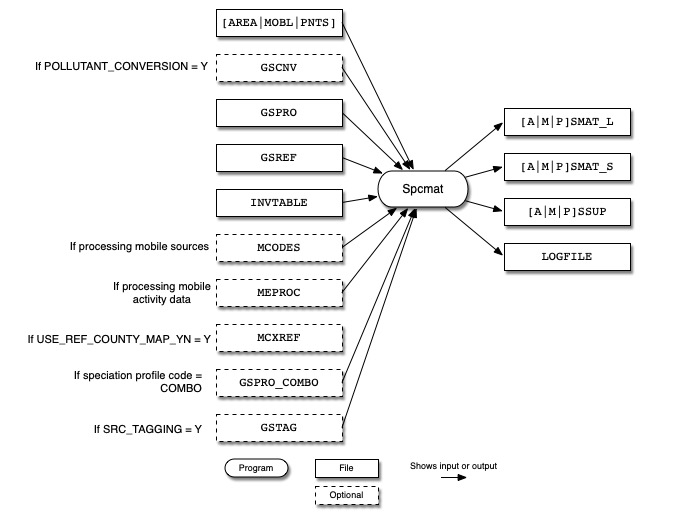 [AREA|MOBL|PNTS]
If POLLUTANT_CONVERSION = Y
GSCNV
GSPRO
[A|M|P]SMAT_L
GSREF
[A|M|P]SMAT_S
Spcmat
INVTABLE
[A|M|P]SSUP
If processing mobile sources
MCODES
LOGFILE
If processing mobile
activity data
MEPROC
If USE_REF_COUNTY_MAP_YN = Y
MCXREF
If speciation profile code =
COMBO
GSPRO_COMBO
If SRC_TAGGING = Y
GSTAG
Program
File
Shows input or output
Optional